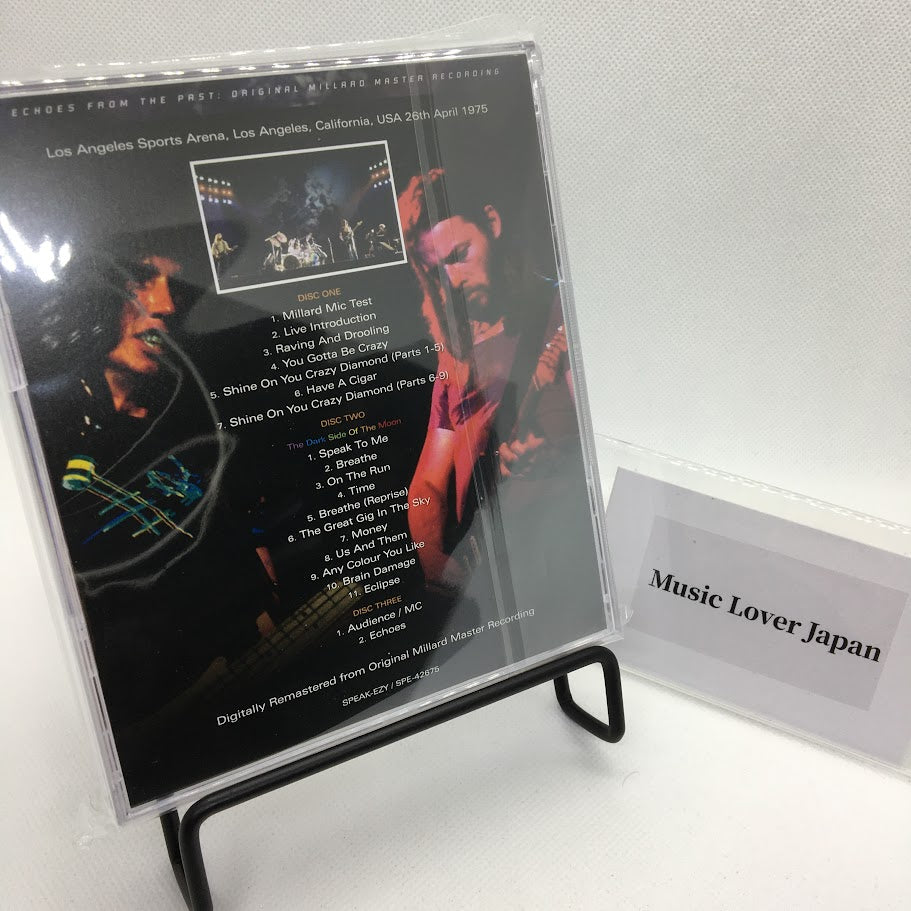 ECHOES FROM THE PAST: ORIGINAL MILLARD MASTER RECORDING
Los Angeles Sports Arena, Los Angeles, California, USA 26th April 1975
DISC ONE
1. Millard Mic Test
2. Live Introduction
3. Raving And Drooling
4. You Gotta Be Crazy
5. Shine On You Crazy Diamond (Parts 1-5)
6. Have A Cigar
7. Shine On You Crazy Diamond (Parts 6-9)
DISC TWO
The Dark Side Of The Moon
1. Speak To Me
2. Breathe
3. On The Run
4. Time
5. Breathe (Reprise)
6. The Great Gig In The Sky
7. Money
8. Us And Them
9. Any Colour You Like
10. Brain Damage
11. Eclipse
DISC THREE
1. Audience / MC
2. Echoes
Digitally Remastered from Original Millard Master Recording
SPEAK-EZY / SPE-42675
Music Lover Japan